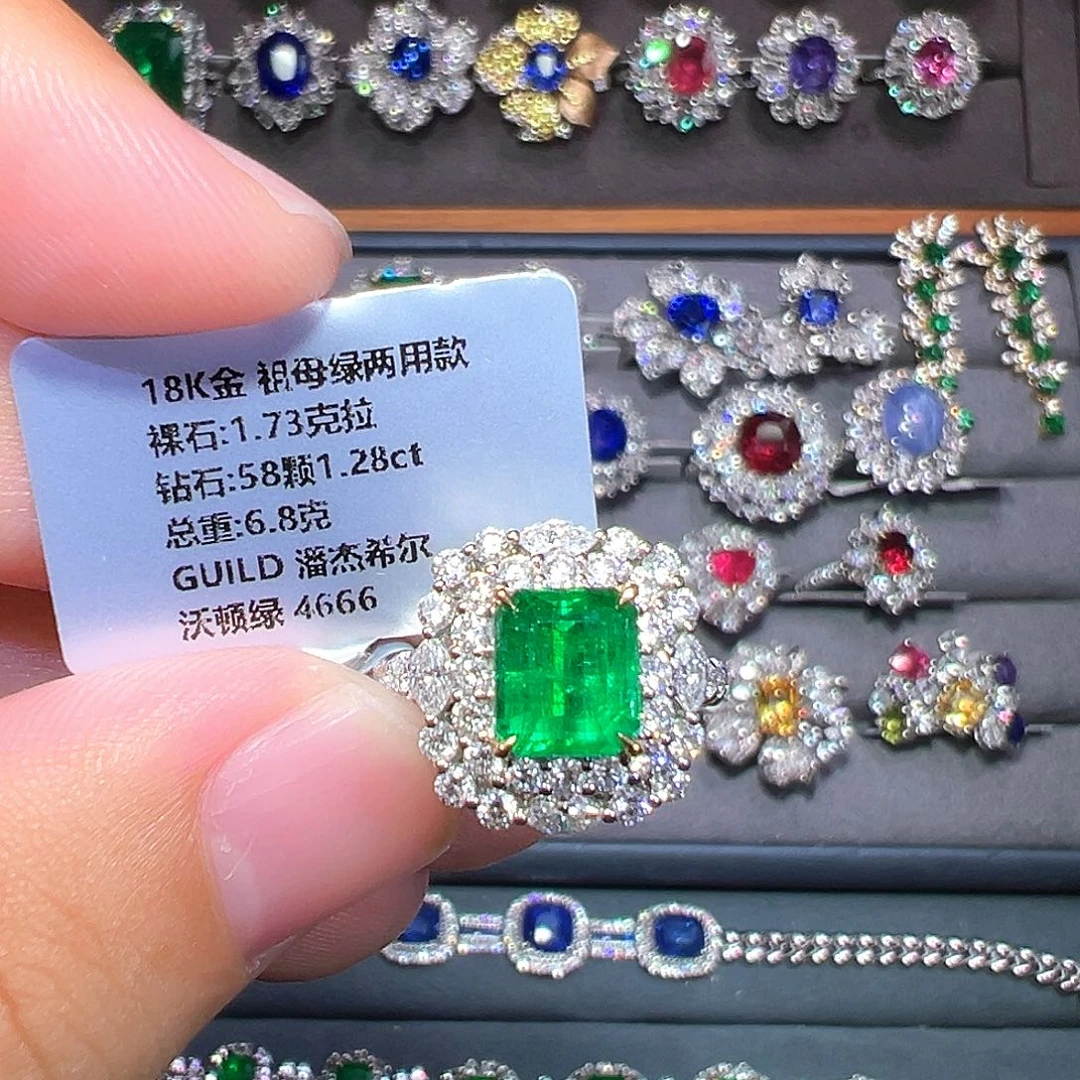 18K金 祖母绿两用款
裸石:1.73克拉
钻石:58颗1.28ct
总重:6.8克
GUILD 潘杰希尔
沃顿绿 4666